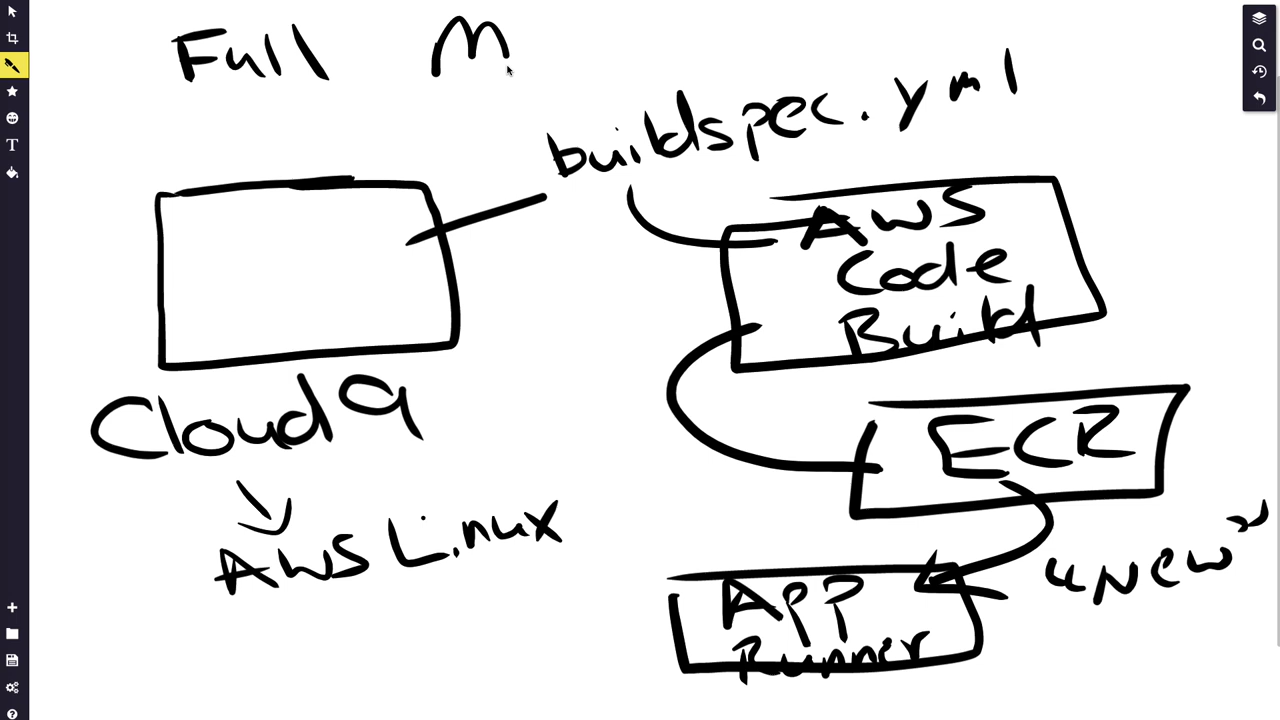 Full M
buildspec.yml
AWS
Code
Build
Cloud9
ECR
AWS Linux
"New"
App
Runner